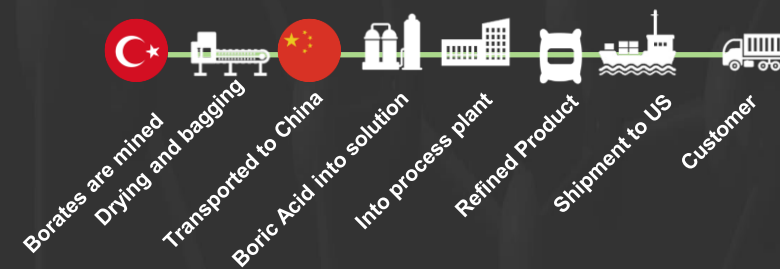 Borates are mined
Drying and bagging
Transported to China
Boric Acid into solution
Into process plant
Refined Product
Shipment to US
Customer